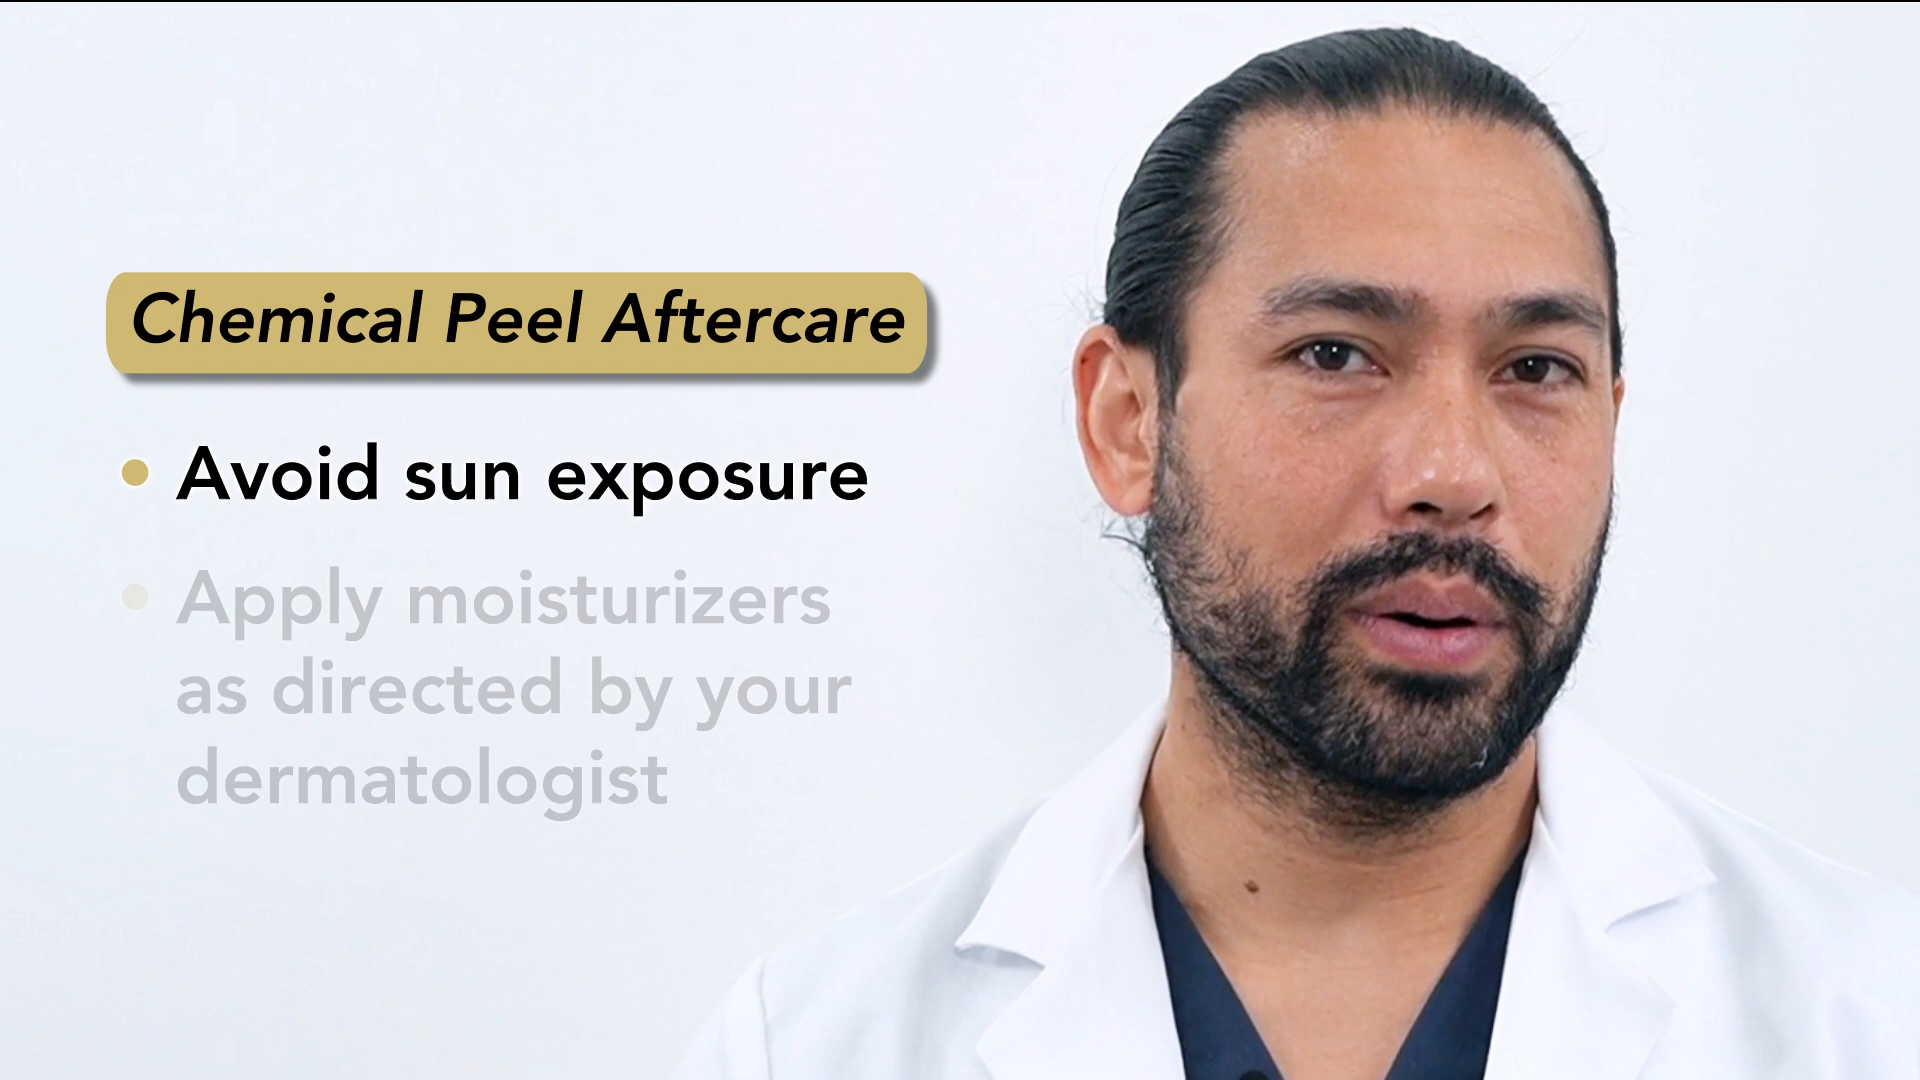 Chemical Peel Aftercare
• Avoid sun exposure
• Apply moisturizers
as directed by your
dermatologist